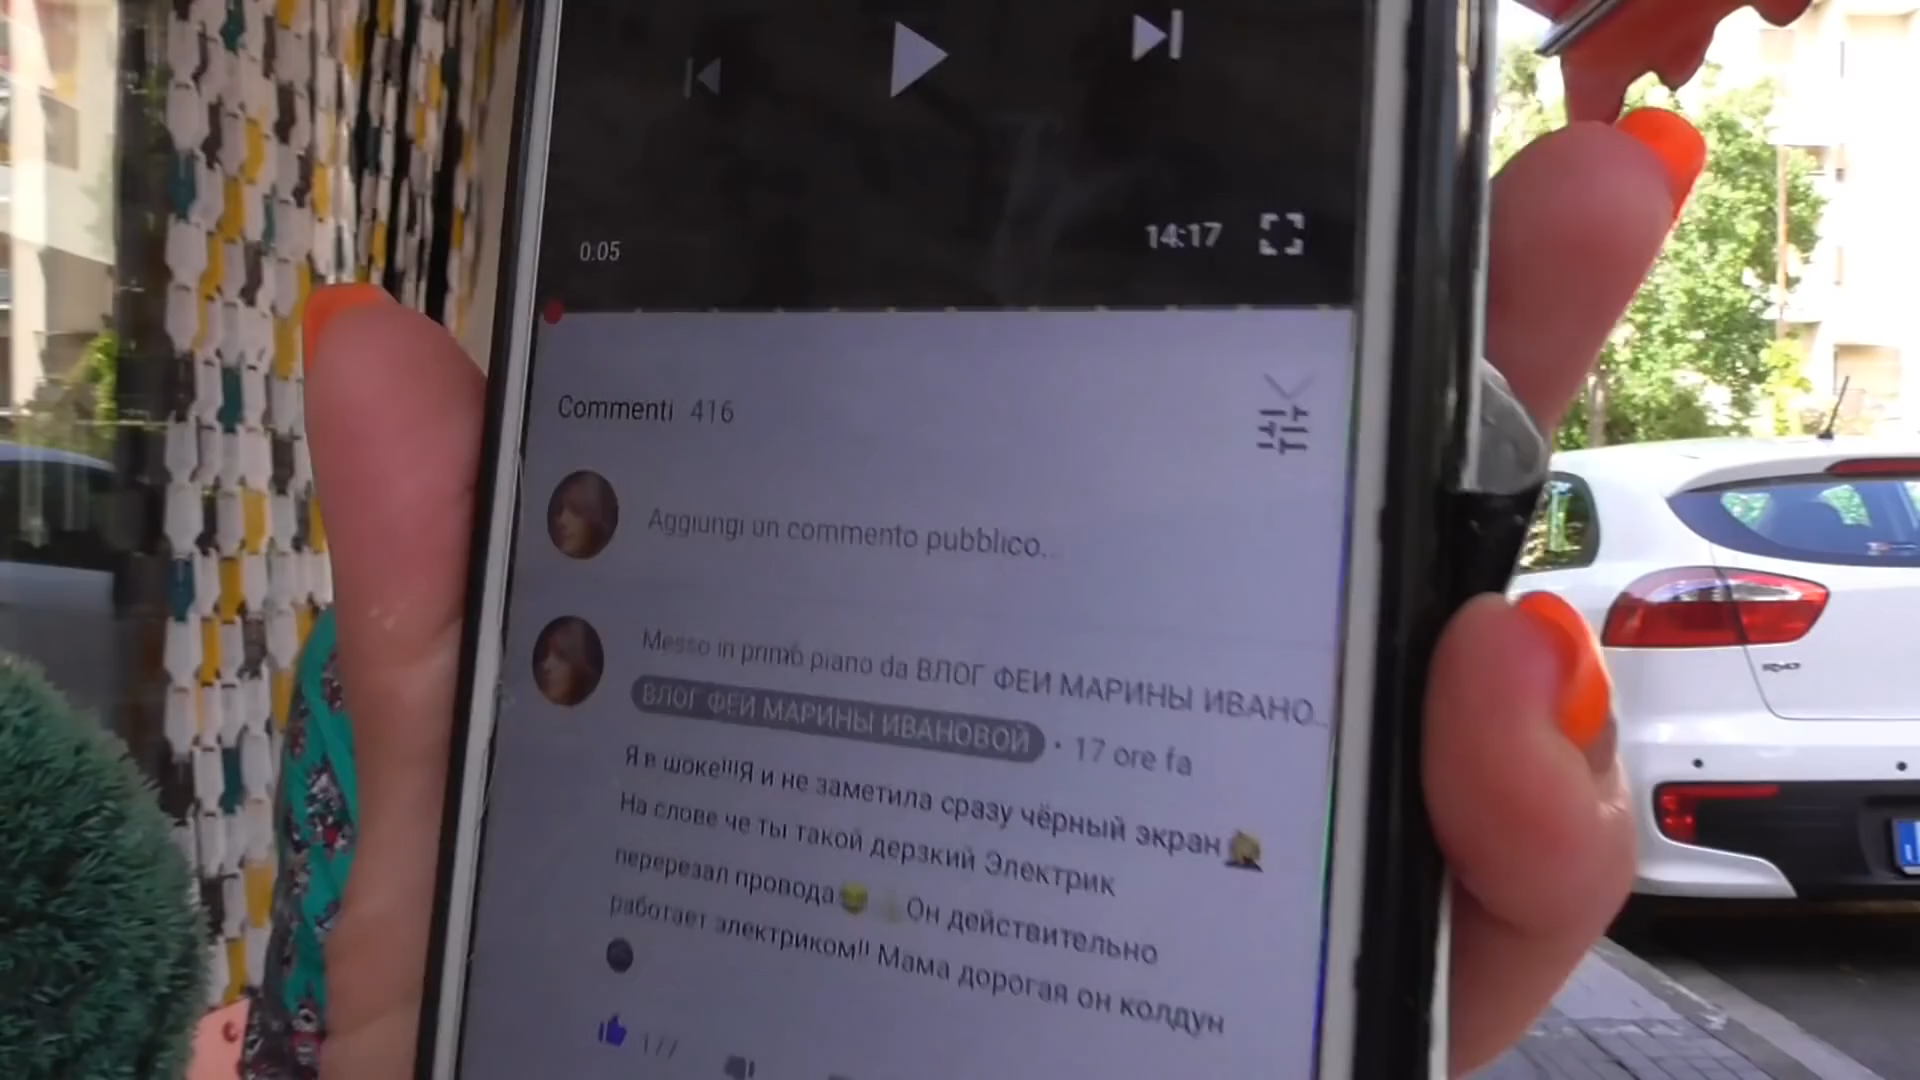 0:05
14:17
Commenti 416
Aggiungi un commento pubblico...
Messo in primo piano da ВЛОГ ФЕИ МАРИНЫ ИВАНО...
ВЛОГ ФЕИ МАРИНЫ ИВАНОВОЙ • 17 ore fa
Я в шоке!!!Я и не заметила сразу чёрный экран
На слове че ты такой дерзкий Электрик
перерезал провода😂 Он действительно
работает электриком!! Мама дорогая он колдун
177